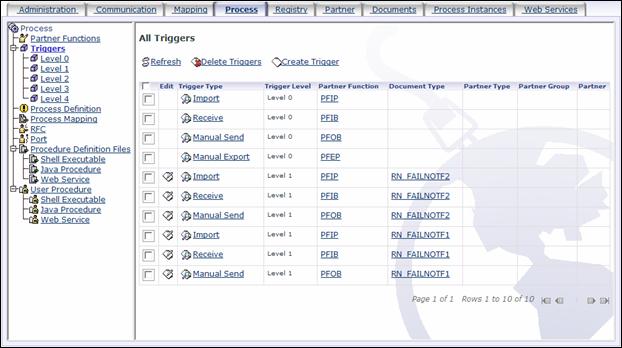 Administration Communication Mapping Process Registry Partner Documents Process Instances Web Services
Process
Partner Functions
Triggers
Level 0
Level 1
Level 2
Level 3
Level 4
Process Definition
Process Mapping
RFC
Port
Procedure Definition Files
Shell Executable
Java Procedure
Web Service
User Procedure
Shell Executable
Java Procedure
Web Service
All Triggers
Refresh Delete Triggers Create Trigger
Edit Trigger Type Trigger Level Partner Function Document Type Partner Type Partner Group Partner
Import Level 0 PFIP
Receive Level 0 PFIB
Manual Send Level 0 PFOB
Manual Export Level 0 PFEP
Import Level 1 PFIP RN_FAILNOTF2
Receive Level 1 PFIB RN_FAILNOTF2
Manual Send Level 1 PFOB RN_FAILNOTF2
Import Level 1 PFIP RN_FAILNOTF1
Receive Level 1 PFIB RN_FAILNOTF1
Manual Send Level 1 PFOB RN_FAILNOTF1
Page 1 of 1 Rows 1 to 10 of 10